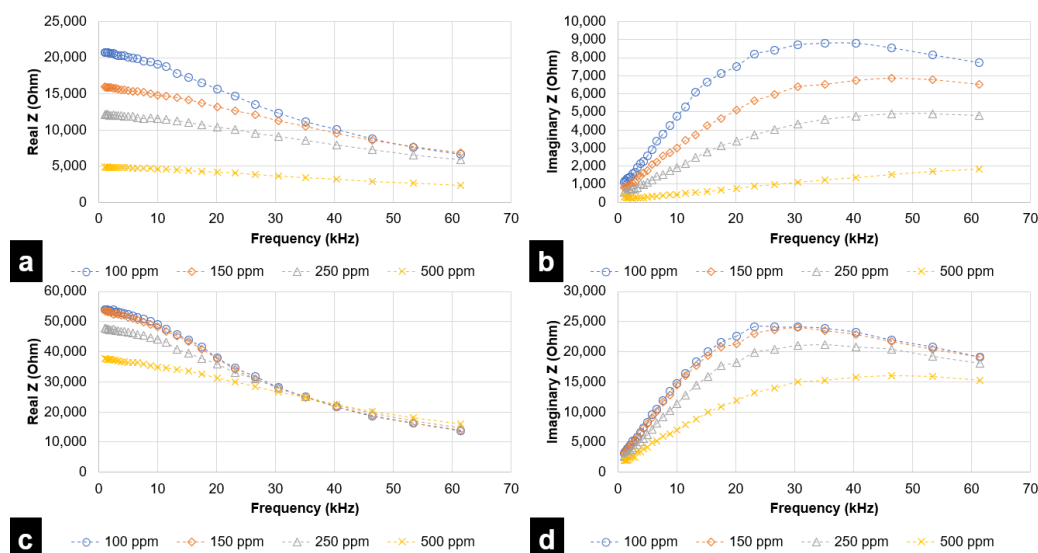 25,000
20,000
15,000
10,000
5,000
0
Real Z (Ohm)
0 10 20 30 40 50 60 70
Frequency (kHz)
a
100 ppm 150 ppm 250 ppm 500 ppm
10,000
9,000
8,000
7,000
6,000
5,000
4,000
3,000
2,000
1,000
0
Imaginary Z (Ohm)
0 10 20 30 40 50 60 70
Frequency (kHz)
b
100 ppm 150 ppm 250 ppm 500 ppm
60,000
50,000
40,000
30,000
20,000
10,000
0
Real Z (Ohm)
0 10 20 30 40 50 60 70
Frequency (kHz)
c
100 ppm 150 ppm 250 ppm 500 ppm
30,000
25,000
20,000
15,000
10,000
5,000
0
Imaginary Z (Ohm)
0 10 20 30 40 50 60 70
Frequency (kHz)
d
100 ppm 150 ppm 250 ppm 500 ppm